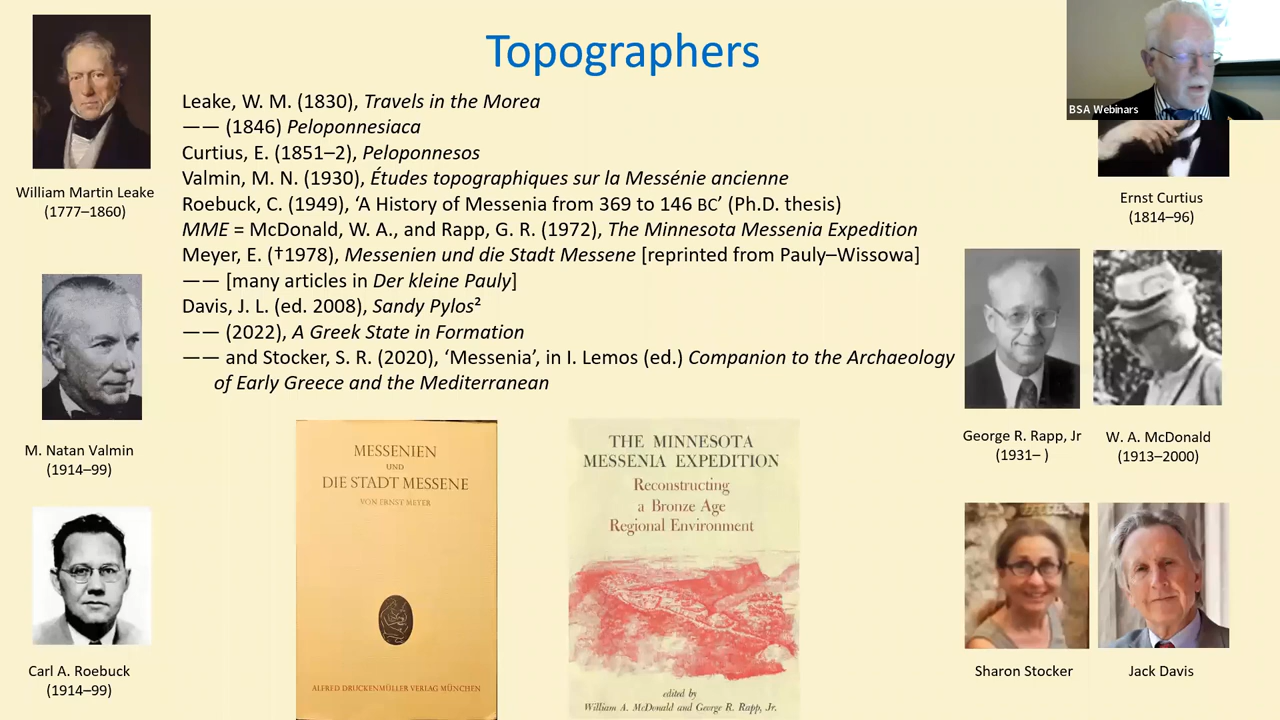 Topographers
BSA Webinars
Leake, W. M. (1830), Travels in the Morea
—— (1846) Peloponnesiaca
Curtius, E. (1851–2), Peloponnesos
Valmin, M. N. (1930), Études topographiques sur la Messénie ancienne
Roebuck, C. (1949), ‘A History of Messenia from 369 to 146 BC’ (Ph.D. thesis)
MME = McDonald, W. A., and Rapp, G. R. (1972), The Minnesota Messenia Expedition
Meyer, E. (†1978), Messenien und die Stadt Messene [reprinted from Pauly–Wissowa]
—— [many articles in Der kleine Pauly]
Davis, J. L. (ed. 2008), Sandy Pylos²
—— (2022), A Greek State in Formation
—— and Stocker, S. R. (2020), ‘Messenia’, in I. Lemos (ed.) Companion to the Archaeology
of Early Greece and the Mediterranean
William Martin Leake
(1777–1860)
M. Natan Valmin
(1914–99)
Carl A. Roebuck
(1914–99)
MESSENIEN
UND
DIE STADT MESSENE
VON ERNST MEYER
ALFRED DRUCKENMÜLLER VERLAG MÜNCHEN
THE MINNESOTA
MESSENIA EXPEDITION
Reconstructing
a Bronze Age
Regional Environment
edited by
William A. McDonald and George R. Rapp, Jr.
Ernst Curtius
(1814–96)
George R. Rapp, Jr
(1931– )
W. A. McDonald
(1913–2000)
Sharon Stocker
Jack Davis